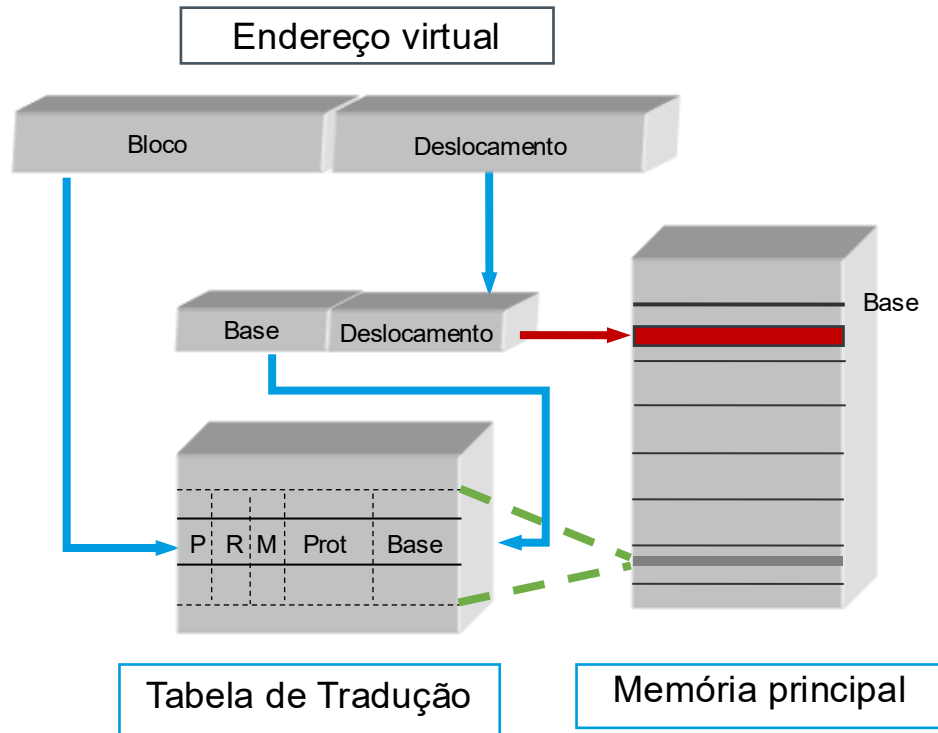 Endereço virtual
Bloco
Deslocamento
Base
Base
Deslocamento
P R M Prot Base
Tabela de Tradução
Memória principal